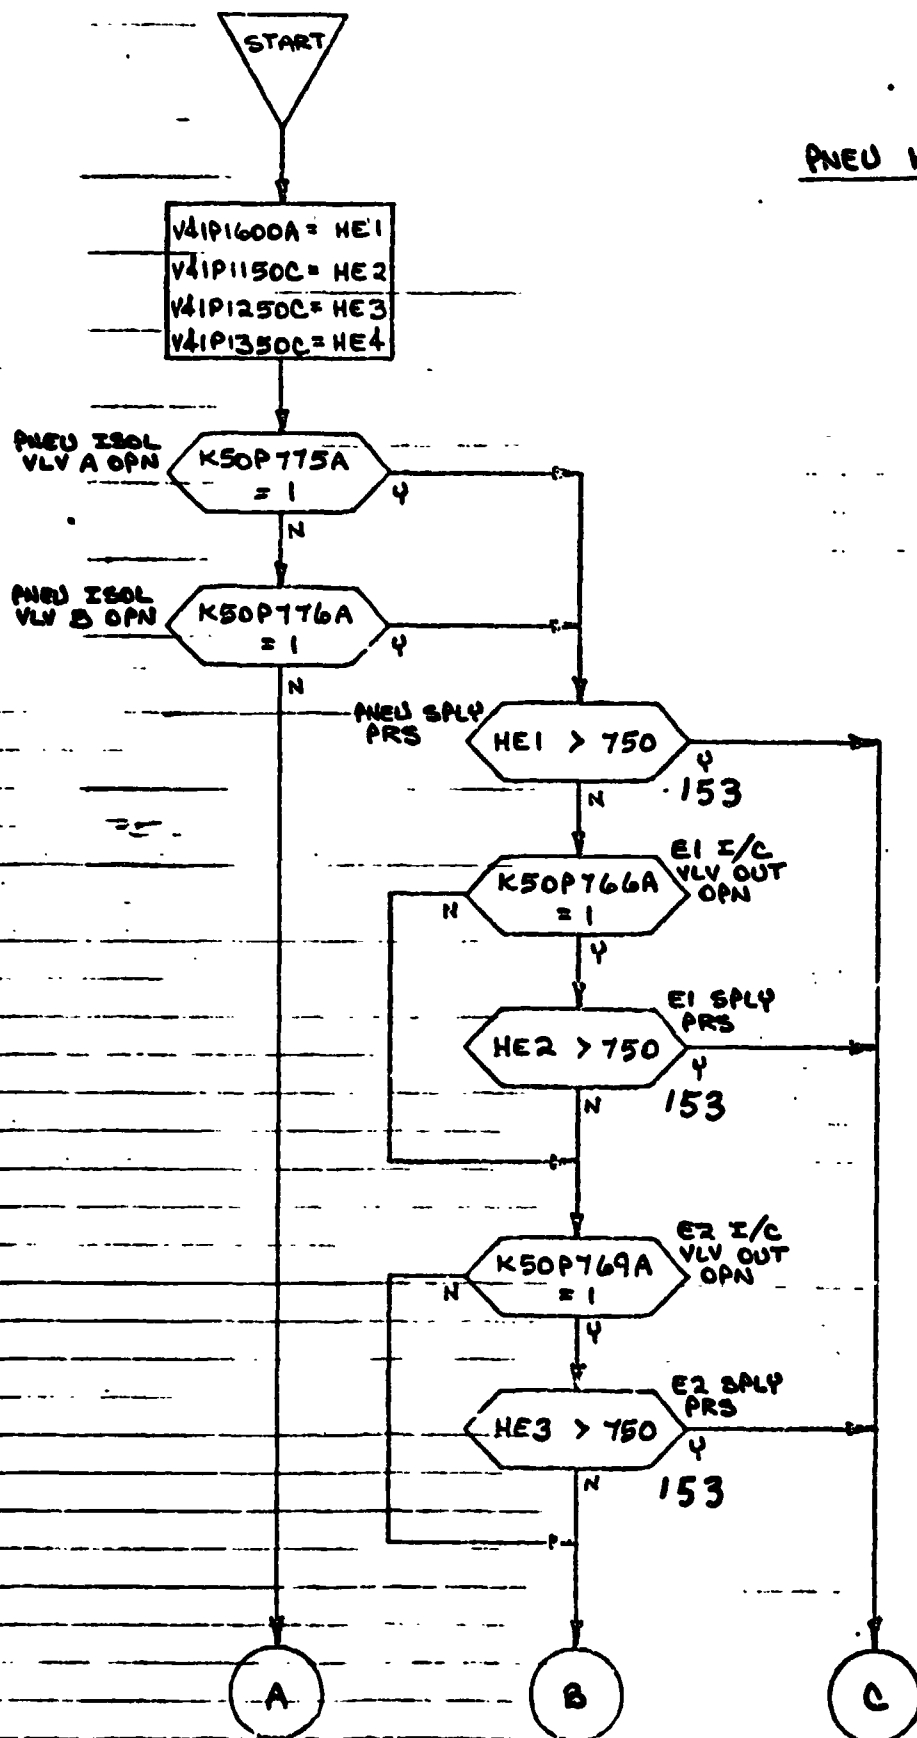 START
PNEU
V41P1600A = HE1
V41P1150C = HE2
V41P1250C = HE3
V41P1350C = HE4
PNEU ISOL
VLV A OPN
K50P775A
= 1
Y
N
PNEU ISOL
VLV B OPN
K50P776A
= 1
Y
N
PNEU SPLY
PRS
HE1 > 750
Y
153
N
E1 I/C
VLV OUT
OPN
K50P766A
= 1
N
Y
E1 SPLY
PRS
HE2 > 750
Y
153
N
E2 I/C
VLV OUT
OPN
K50P769A
= 1
N
Y
E2 SPLY
PRS
HE3 > 750
Y
153
N
A
B
C